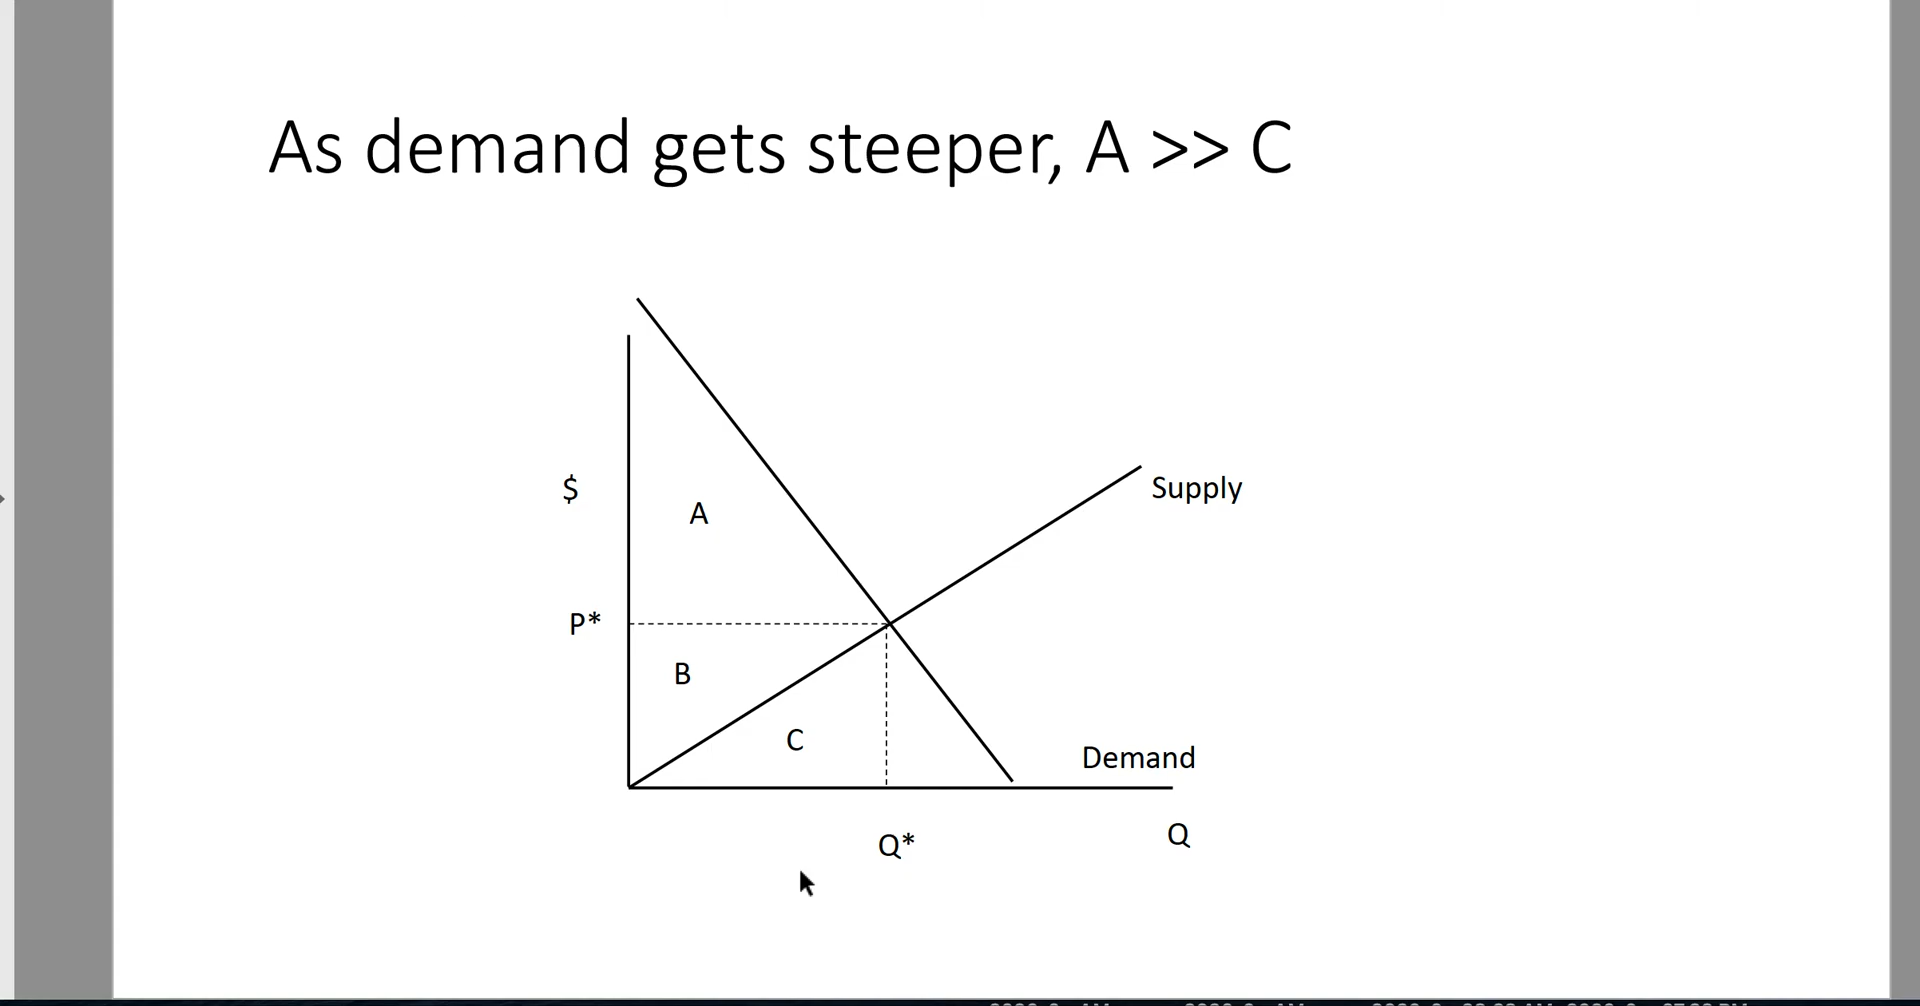 As demand gets steeper, A >> C
$
A
Supply
P*
B
C
Demand
Q*
Q